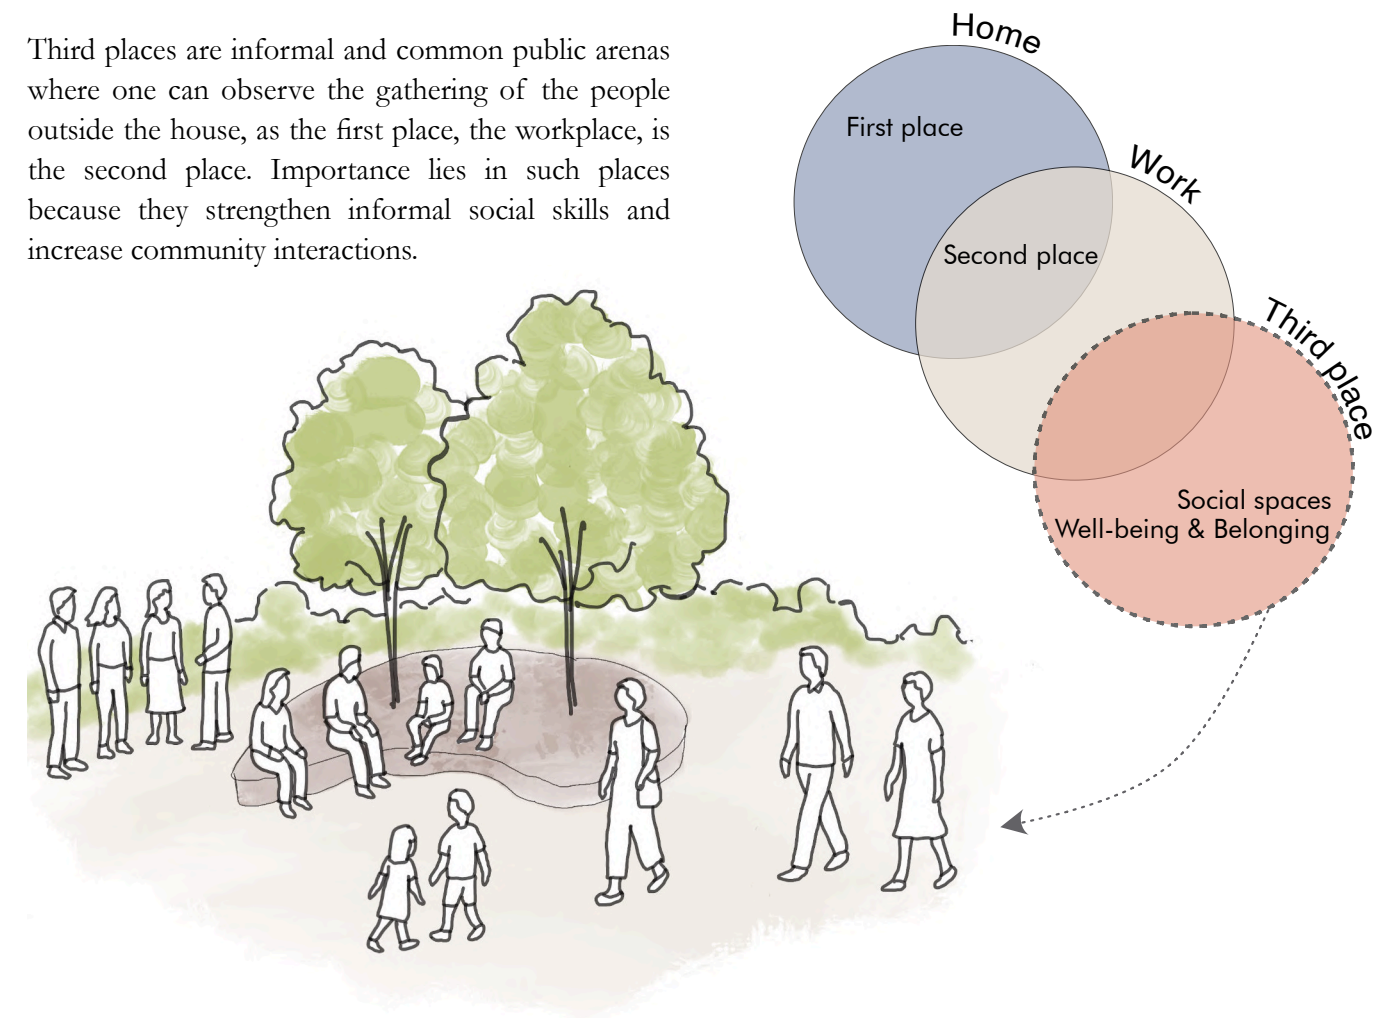 Third places are informal and common public arenas
where one can observe the gathering of the people
outside the house, as the first place, the workplace, is
the second place. Importance lies in such places
because they strengthen informal social skills and
increase community interactions.
Home
First place
Work
Second place
Third place
Social spaces
Well-being & Belonging